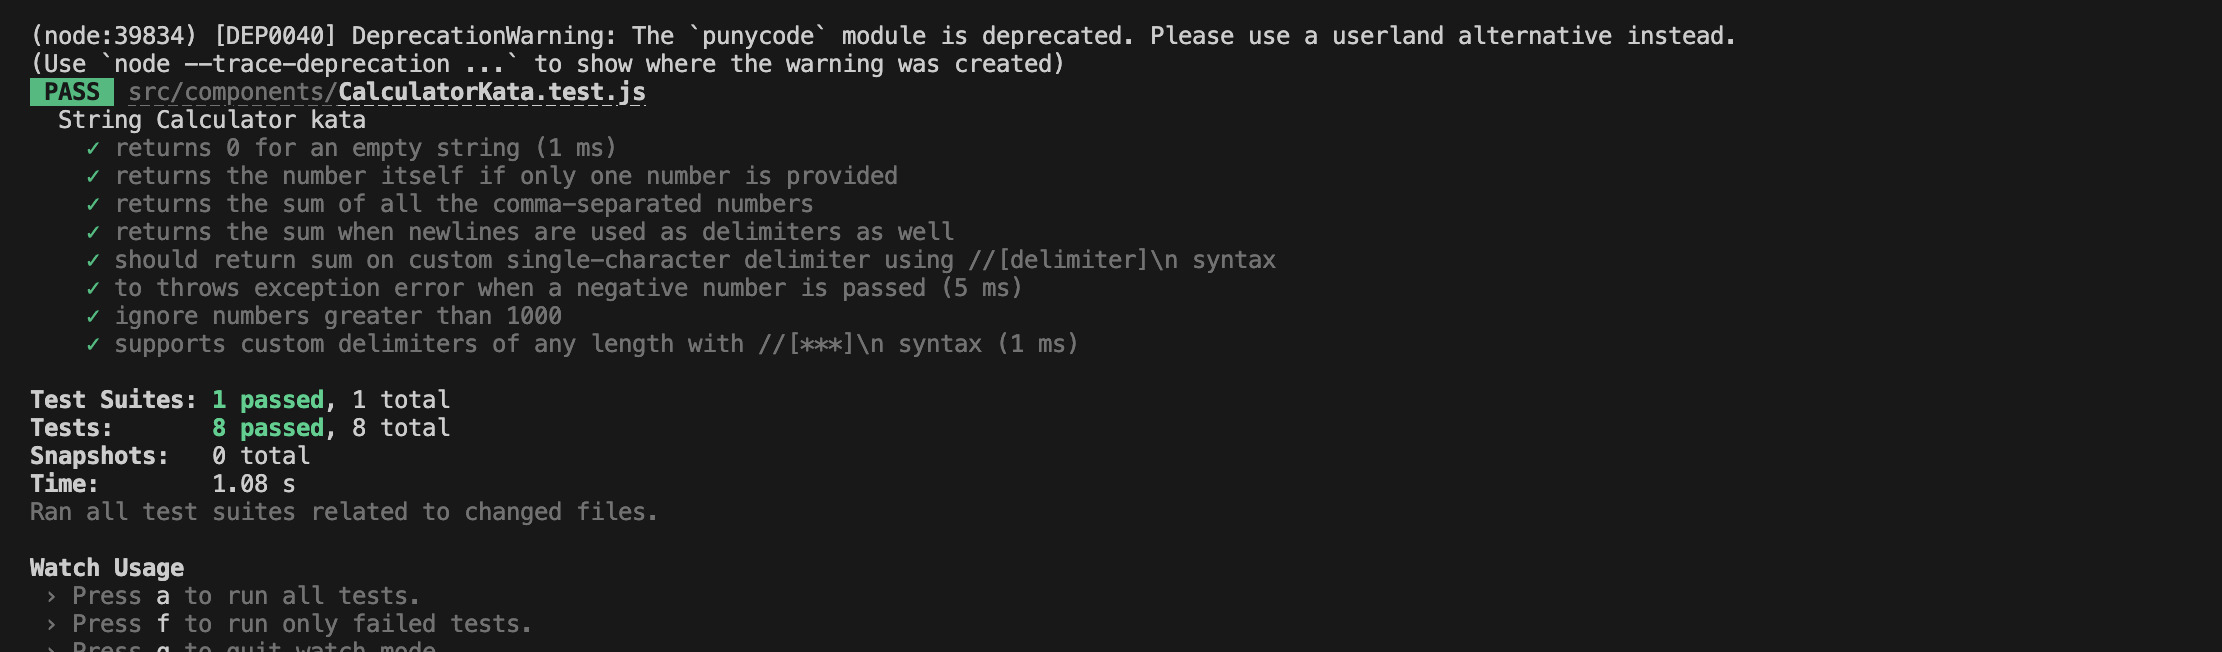 (node:39834) [DEP0040] DeprecationWarning: The `punycode` module is deprecated. Please use a userland alternative instead.
(Use `node --trace-deprecation ...` to show where the warning was created)
PASS src/components/CalculatorKata.test.js
String Calculator kata
✓ returns 0 for an empty string (1 ms)
✓ returns the number itself if only one number is provided
✓ returns the sum of all the comma-separated numbers
✓ returns the sum when newlines are used as delimiters as well
✓ should return sum on custom single-character delimiter using //[delimiter]\n syntax
✓ to throws exception error when a negative number is passed (5 ms)
✓ ignore numbers greater than 1000
✓ supports custom delimiters of any length with //[***]\n syntax (1 ms)
Test Suites: 1 passed, 1 total
Tests: 8 passed, 8 total
Snapshots: 0 total
Time: 1.08 s
Ran all test suites related to changed files.
Watch Usage
› Press a to run all tests.
› Press f to run only failed tests.
› Press q to quit watch mode